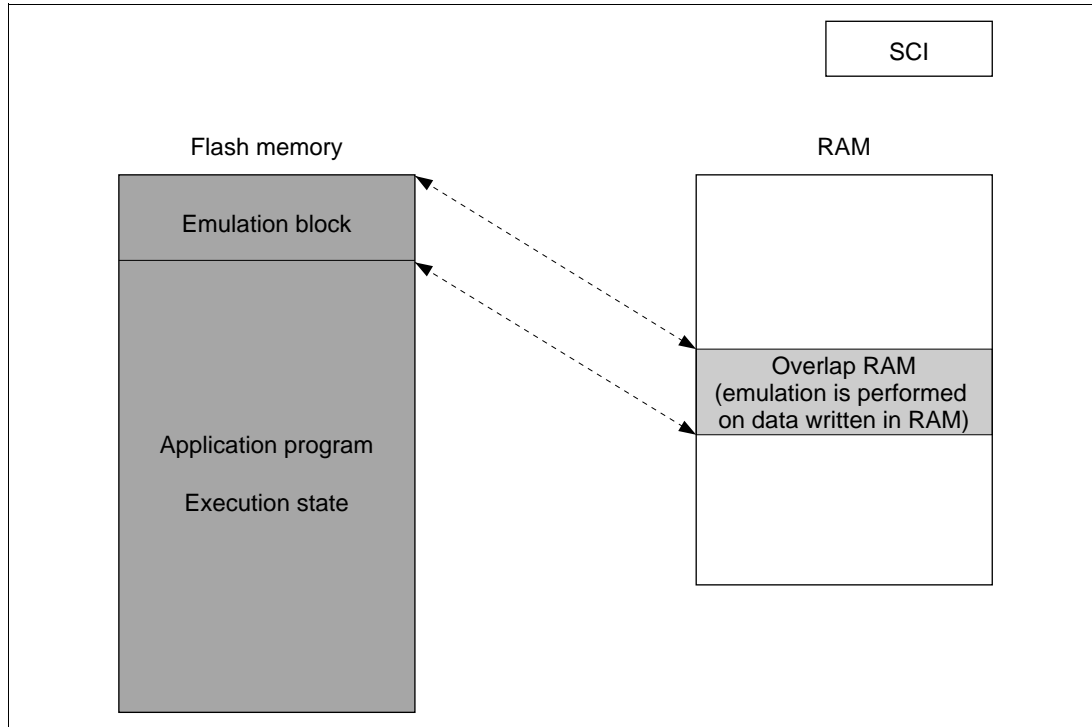 SCI
Flash memory
RAM
Emulation block
Overlap RAM
(emulation is performed
on data written in RAM)
Application program
Execution state